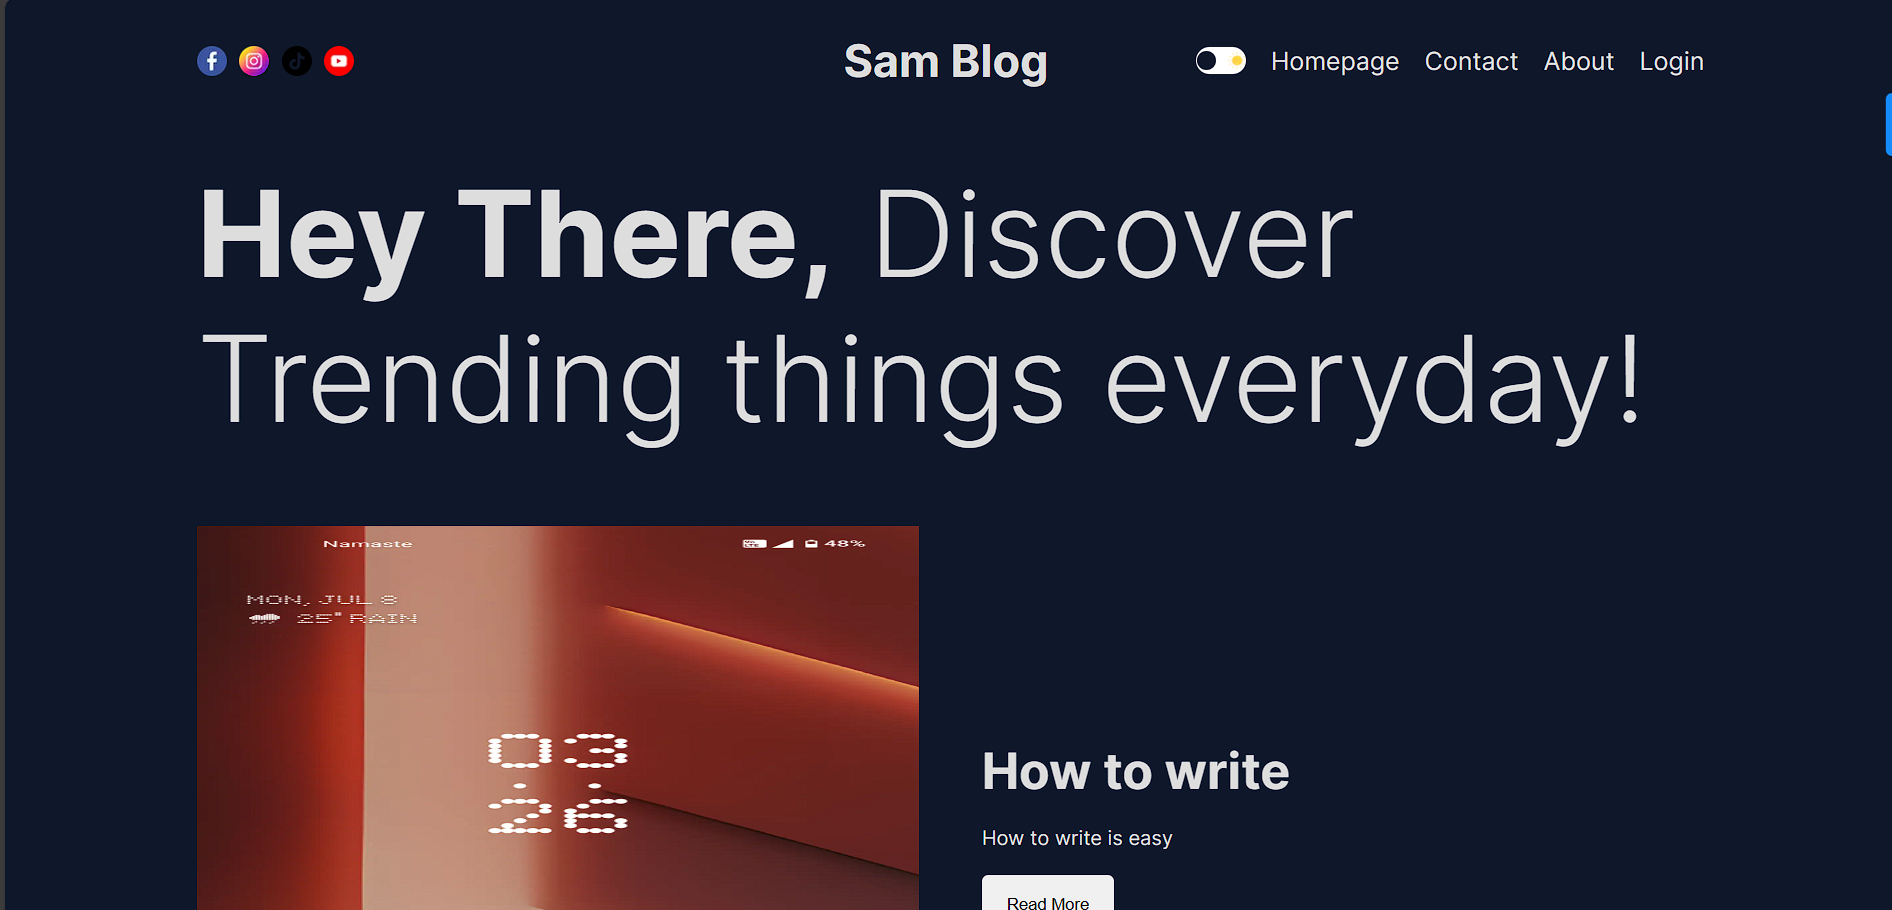 Sam Blog
Homepage Contact About Login
Hey There, Discover
Trending things everyday!
Namaste
48%
MON, JUL 8
25° RAIN
03
26
How to write
How to write is easy
Read More